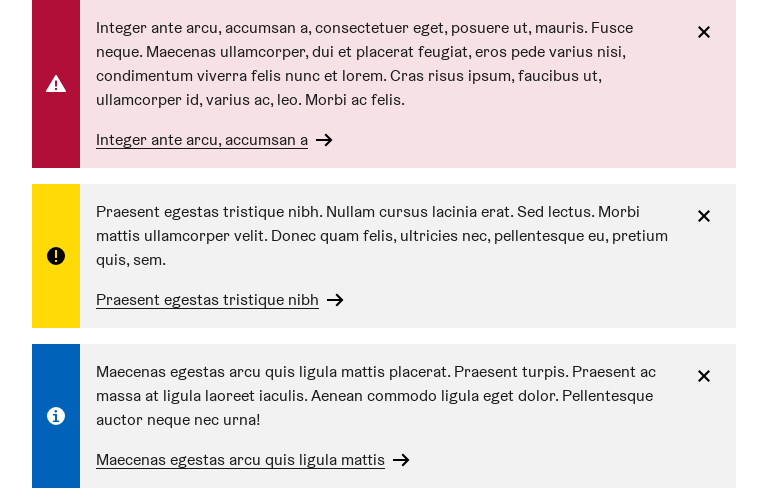 Integer ante arcu, accumsan a, consectetuer eget, posuere ut, mauris. Fusce
neque. Maecenas ullamcorper, dui et placerat feugiat, eros pede varius nisi,
condimentum viverra felis nunc et lorem. Cras risus ipsum, faucibus ut,
ullamcorper id, varius ac, leo. Morbi ac felis.
Integer ante arcu, accumsan a
Praesent egestas tristique nibh. Nullam cursus lacinia erat. Sed lectus. Morbi
mattis ullamcorper velit. Donec quam felis, ultricies nec, pellentesque eu, pretium
quis, sem.
Praesent egestas tristique nibh
Maecenas egestas arcu quis ligula mattis placerat. Praesent turpis. Praesent ac
massa at ligula laoreet iaculis. Aenean commodo ligula eget dolor. Pellentesque
auctor neque nec urna!
Maecenas egestas arcu quis ligula mattis